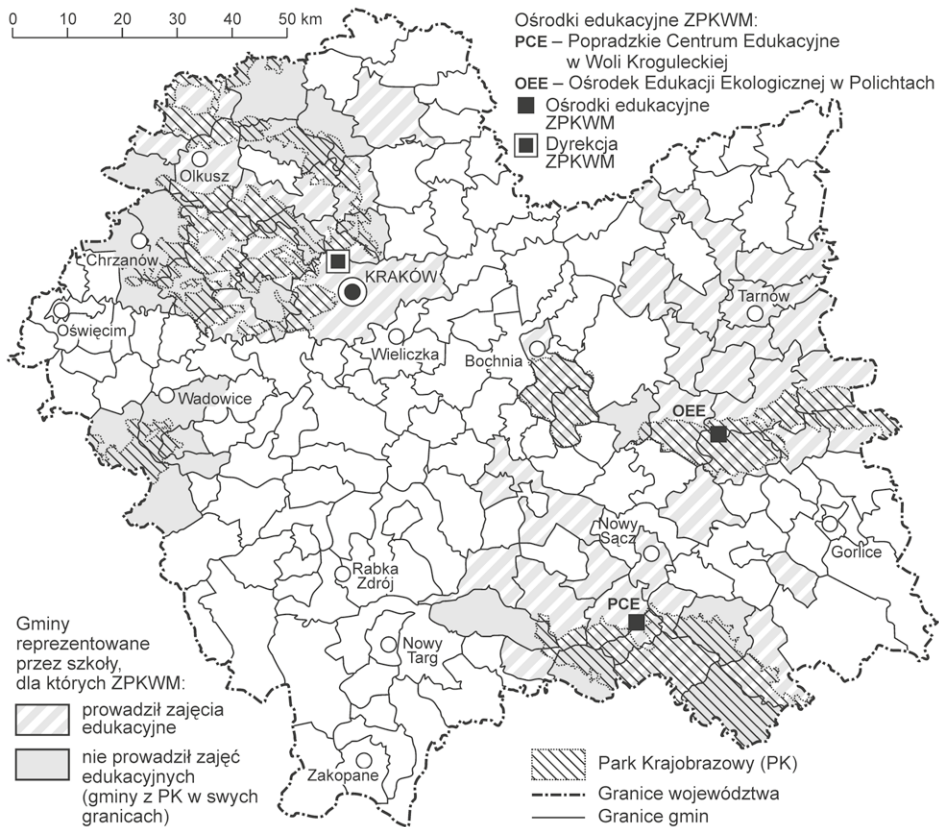 0 10 20 30 40 50 km
Ośrodki edukacyjne ZPKWM:
PCE – Popradzkie Centrum Edukacyjne
w Woli Kroguleckiej
OEE – Ośrodek Edukacji Ekologicznej w Polichtach
Ośrodki edukacyjne
ZPKWM
Dyrekcja
ZPKWM
Olkusz
Chrzanów
KRAKÓW
Oświęcim
Wieliczka
Bochnia
Tarnów
Wadowice
OEE
Nowy
Sącz
Gorlice
Rabka
Zdrój
PCE
Nowy
Targ
Zakopane
Gminy
reprezentowane
przez szkoły,
dla których ZPKWM:
prowadził zajęcia
edukacyjne
nie prowadził zajęć
edukacyjnych
(gminy z PK w swych
granicach)
Park Krajobrazowy (PK)
Granice województwa
Granice gmin